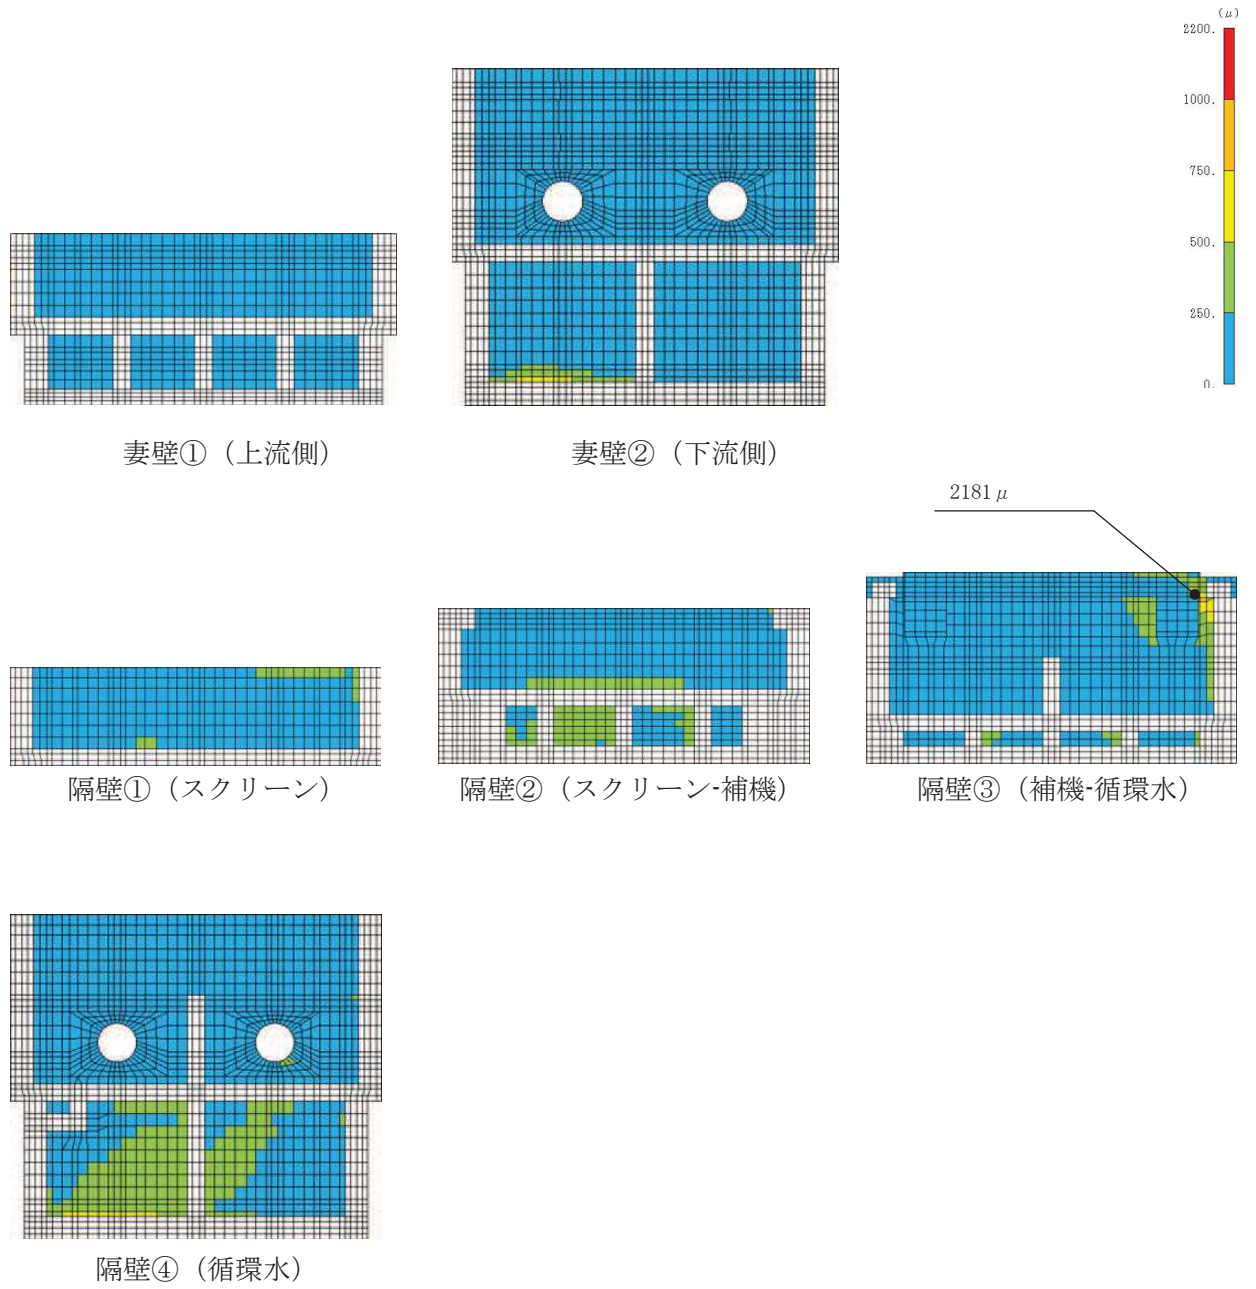 (μ)
2200.
1000.
750.
500.
250.
0.
妻壁①（上流側）
妻壁②（下流側）
2181μ
隔壁①（スクリーン）
隔壁②（スクリーン-補機）
隔壁③（補機-循環水）
隔壁④（循環水）